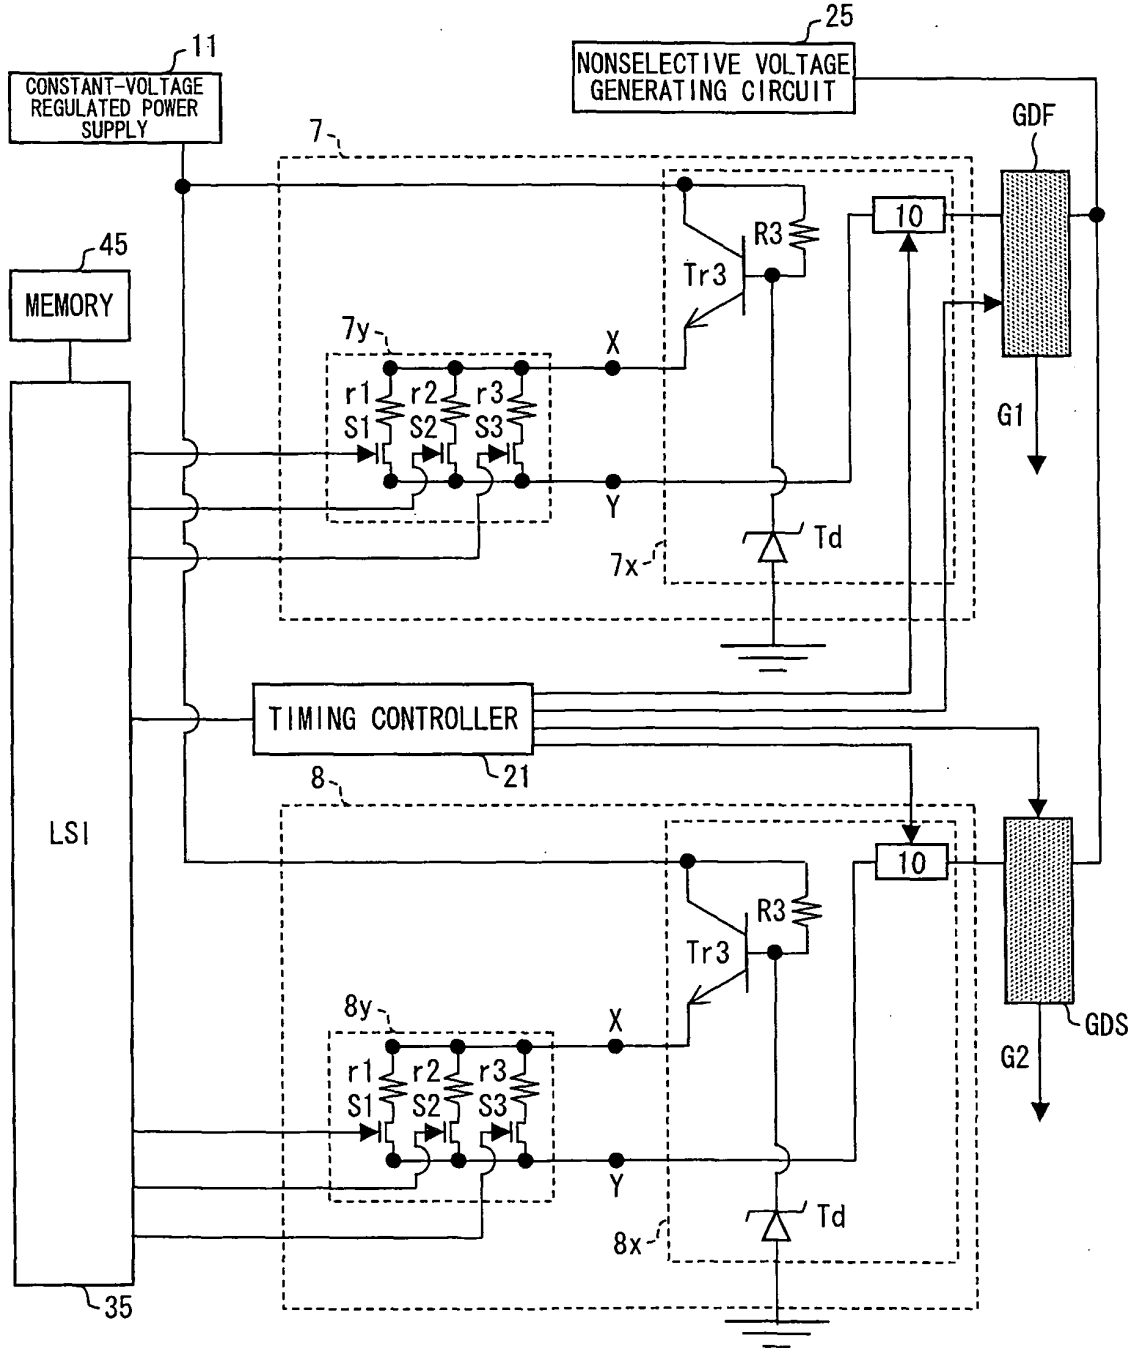 11
25
CONSTANT-VOLTAGE
REGULATED POWER
SUPPLY
NONSELECTIVE VOLTAGE
GENERATING CIRCUIT
7
GDF
10
R3
45
MEMORY
Tr3
7y
X
r1 r2 r3
S1 S2 S3
G1
Y
7x
Td
TIMING CONTROLLER
21
8
LSI
10
R3
Tr3
GDS
8y
X
G2
r1 r2 r3
S1 S2 S3
Y
Td
8x
35